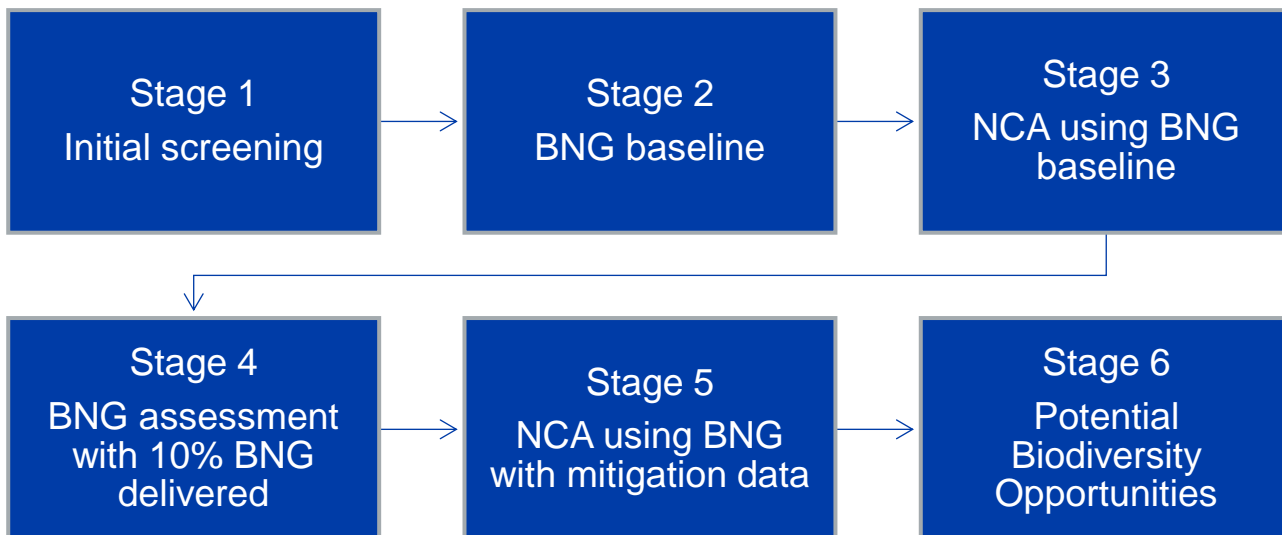 Stage 1
Initial screening
Stage 2
BNG baseline
Stage 3
NCA using BNG
baseline
Stage 4
BNG assessment
with 10% BNG
delivered
Stage 5
NCA using BNG
with mitigation data
Stage 6
Potential
Biodiversity
Opportunities